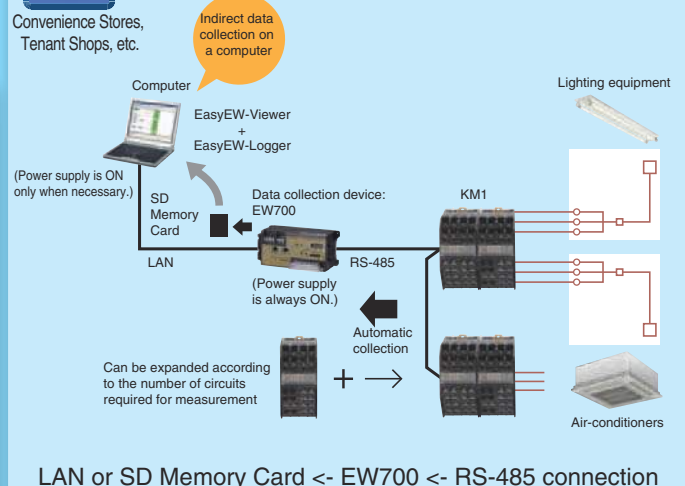 Convenience Stores,
Tenant Shops, etc.
Indirect data
collection on
a computer
Computer
EasyEW-Viewer
+
EasyEW-Logger
(Power supply is ON
only when necessary.)
SD
Memory
Card
Data collection device:
EW700
LAN
RS-485
(Power supply
is always ON.)
KM1
Lighting equipment
Automatic
collection
Can be expanded according
to the number of circuits
required for measurement
+
Air-conditioners
LAN or SD Memory Card <- EW700 <- RS-485 connection